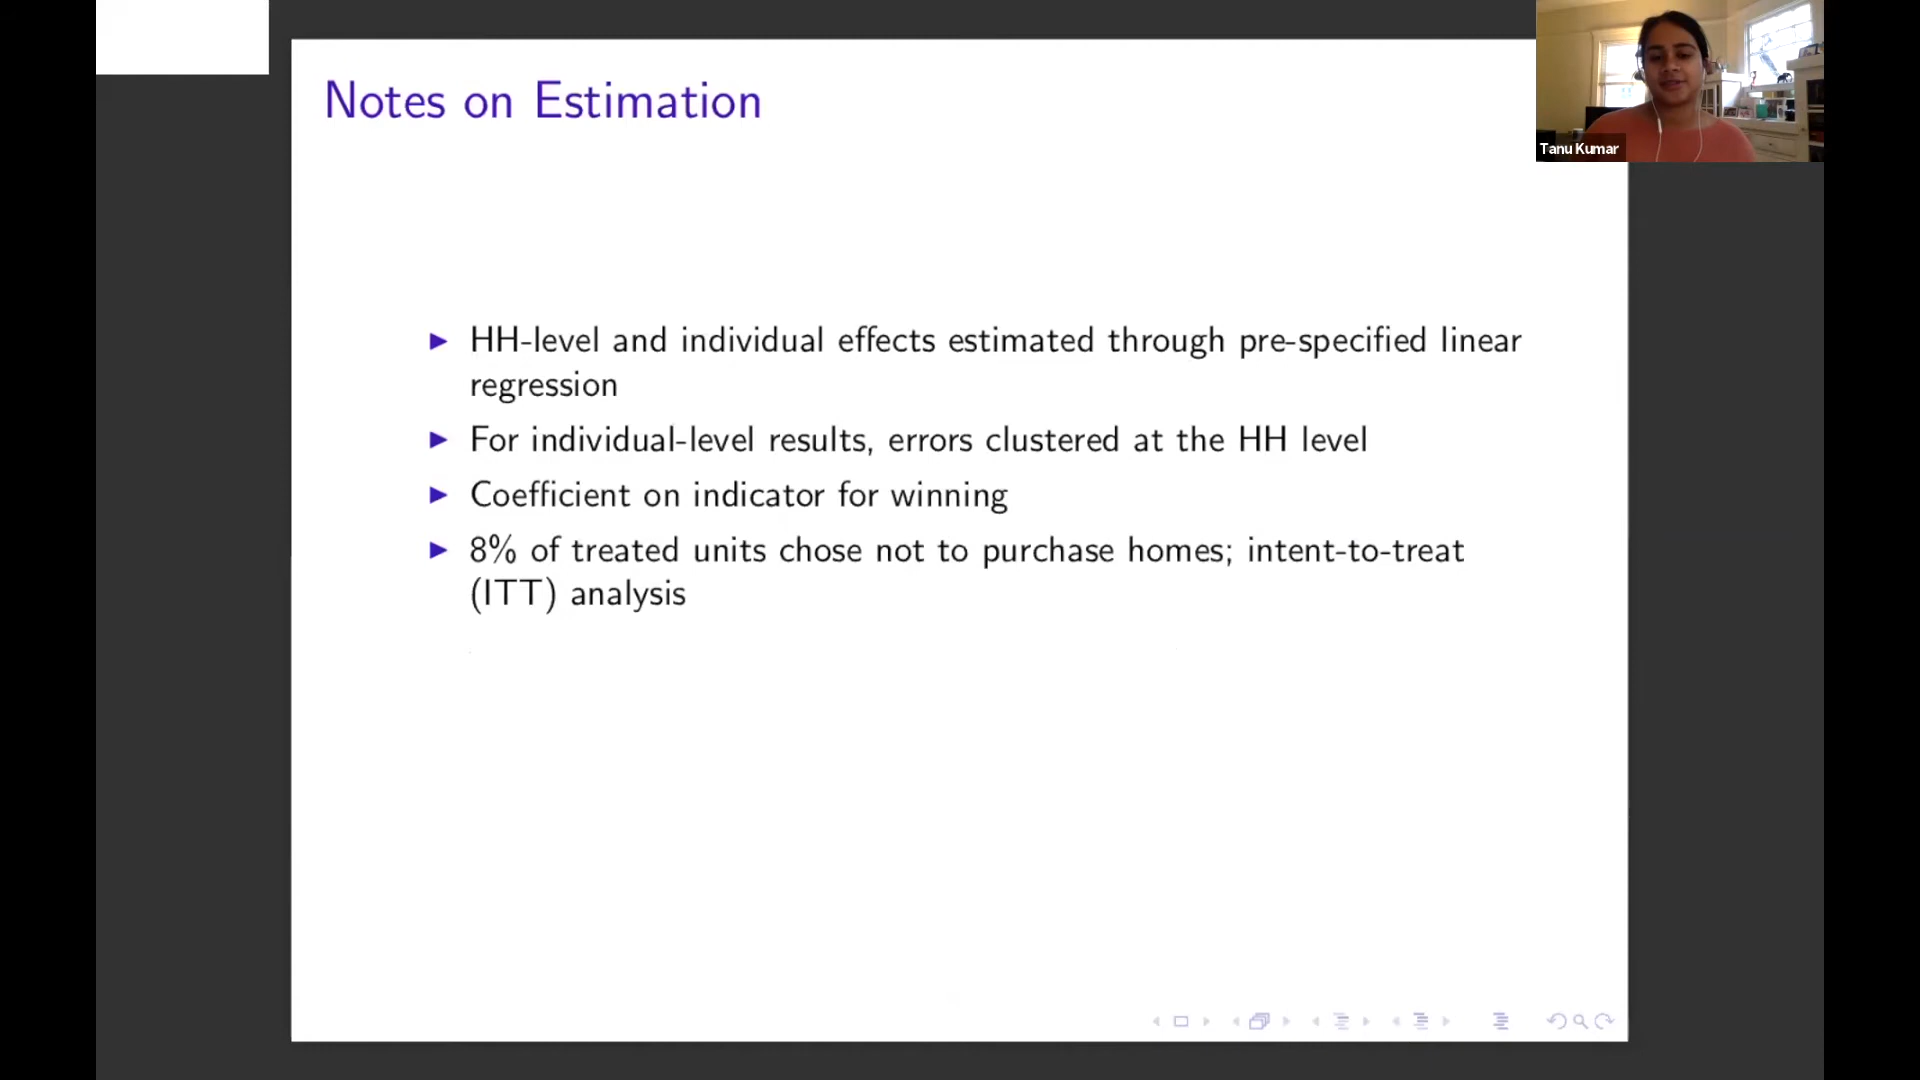 Notes on Estimation
Tanu Kumar
HH-level and individual effects estimated through pre-specified linear
regression
For individual-level results, errors clustered at the HH level
Coefficient on indicator for winning
8% of treated units chose not to purchase homes; intent-to-treat
(ITT) analysis